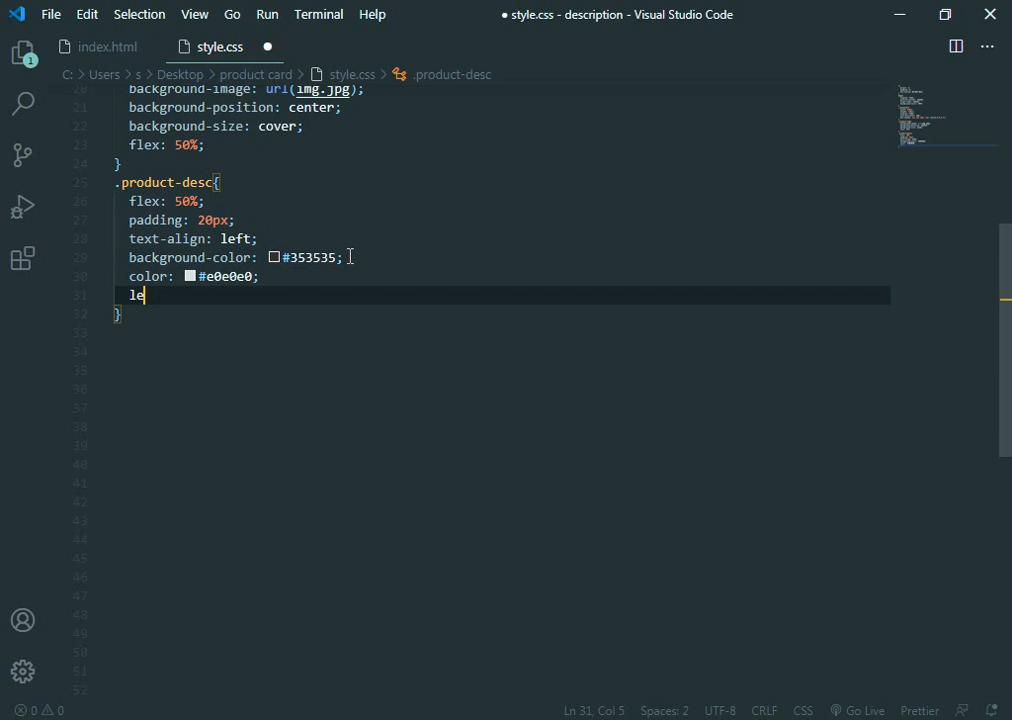 File Edit Selection View Go Run Terminal Help ● style.css - description - Visual Studio Code
index.html style.css ●
C: > Users > s > Desktop > product card > style.css > .product-desc
20 background-image: url(img.jpg);
21 background-position: center;
22 background-size: cover;
23 flex: 50%;
24 }
25 .product-desc{
26 flex: 50%;
27 padding: 20px;
28 text-align: left;
29 background-color: #353535;
30 color: #e0e0e0;
31 le
32 }
33
34
35
36
37
38
39
40
41
42
43
44
45
46
47
48
49
50
51
52
1
0 0 Ln 31, Col 5 Spaces: 2 UTF-8 CRLF CSS Go Live Prettier